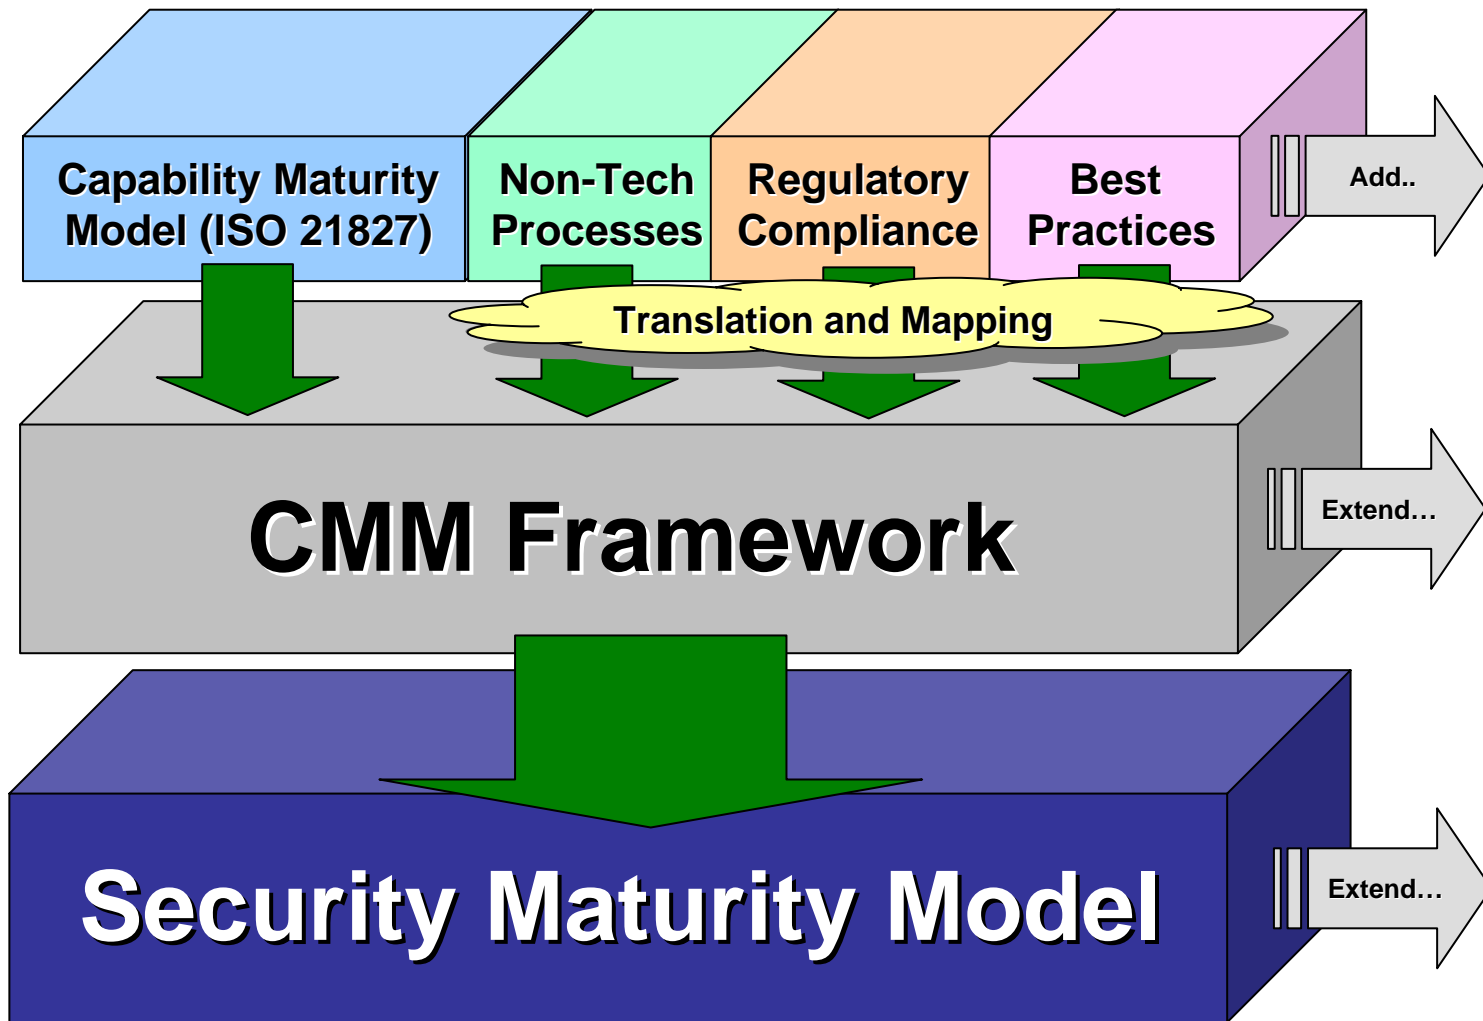 Capability Maturity
Model (ISO 21827)
Non-Tech
Processes
Regulatory
Compliance
Best
Practices
Add..
Translation and Mapping
CMM Framework
Extend…
Security Maturity Model
Extend…